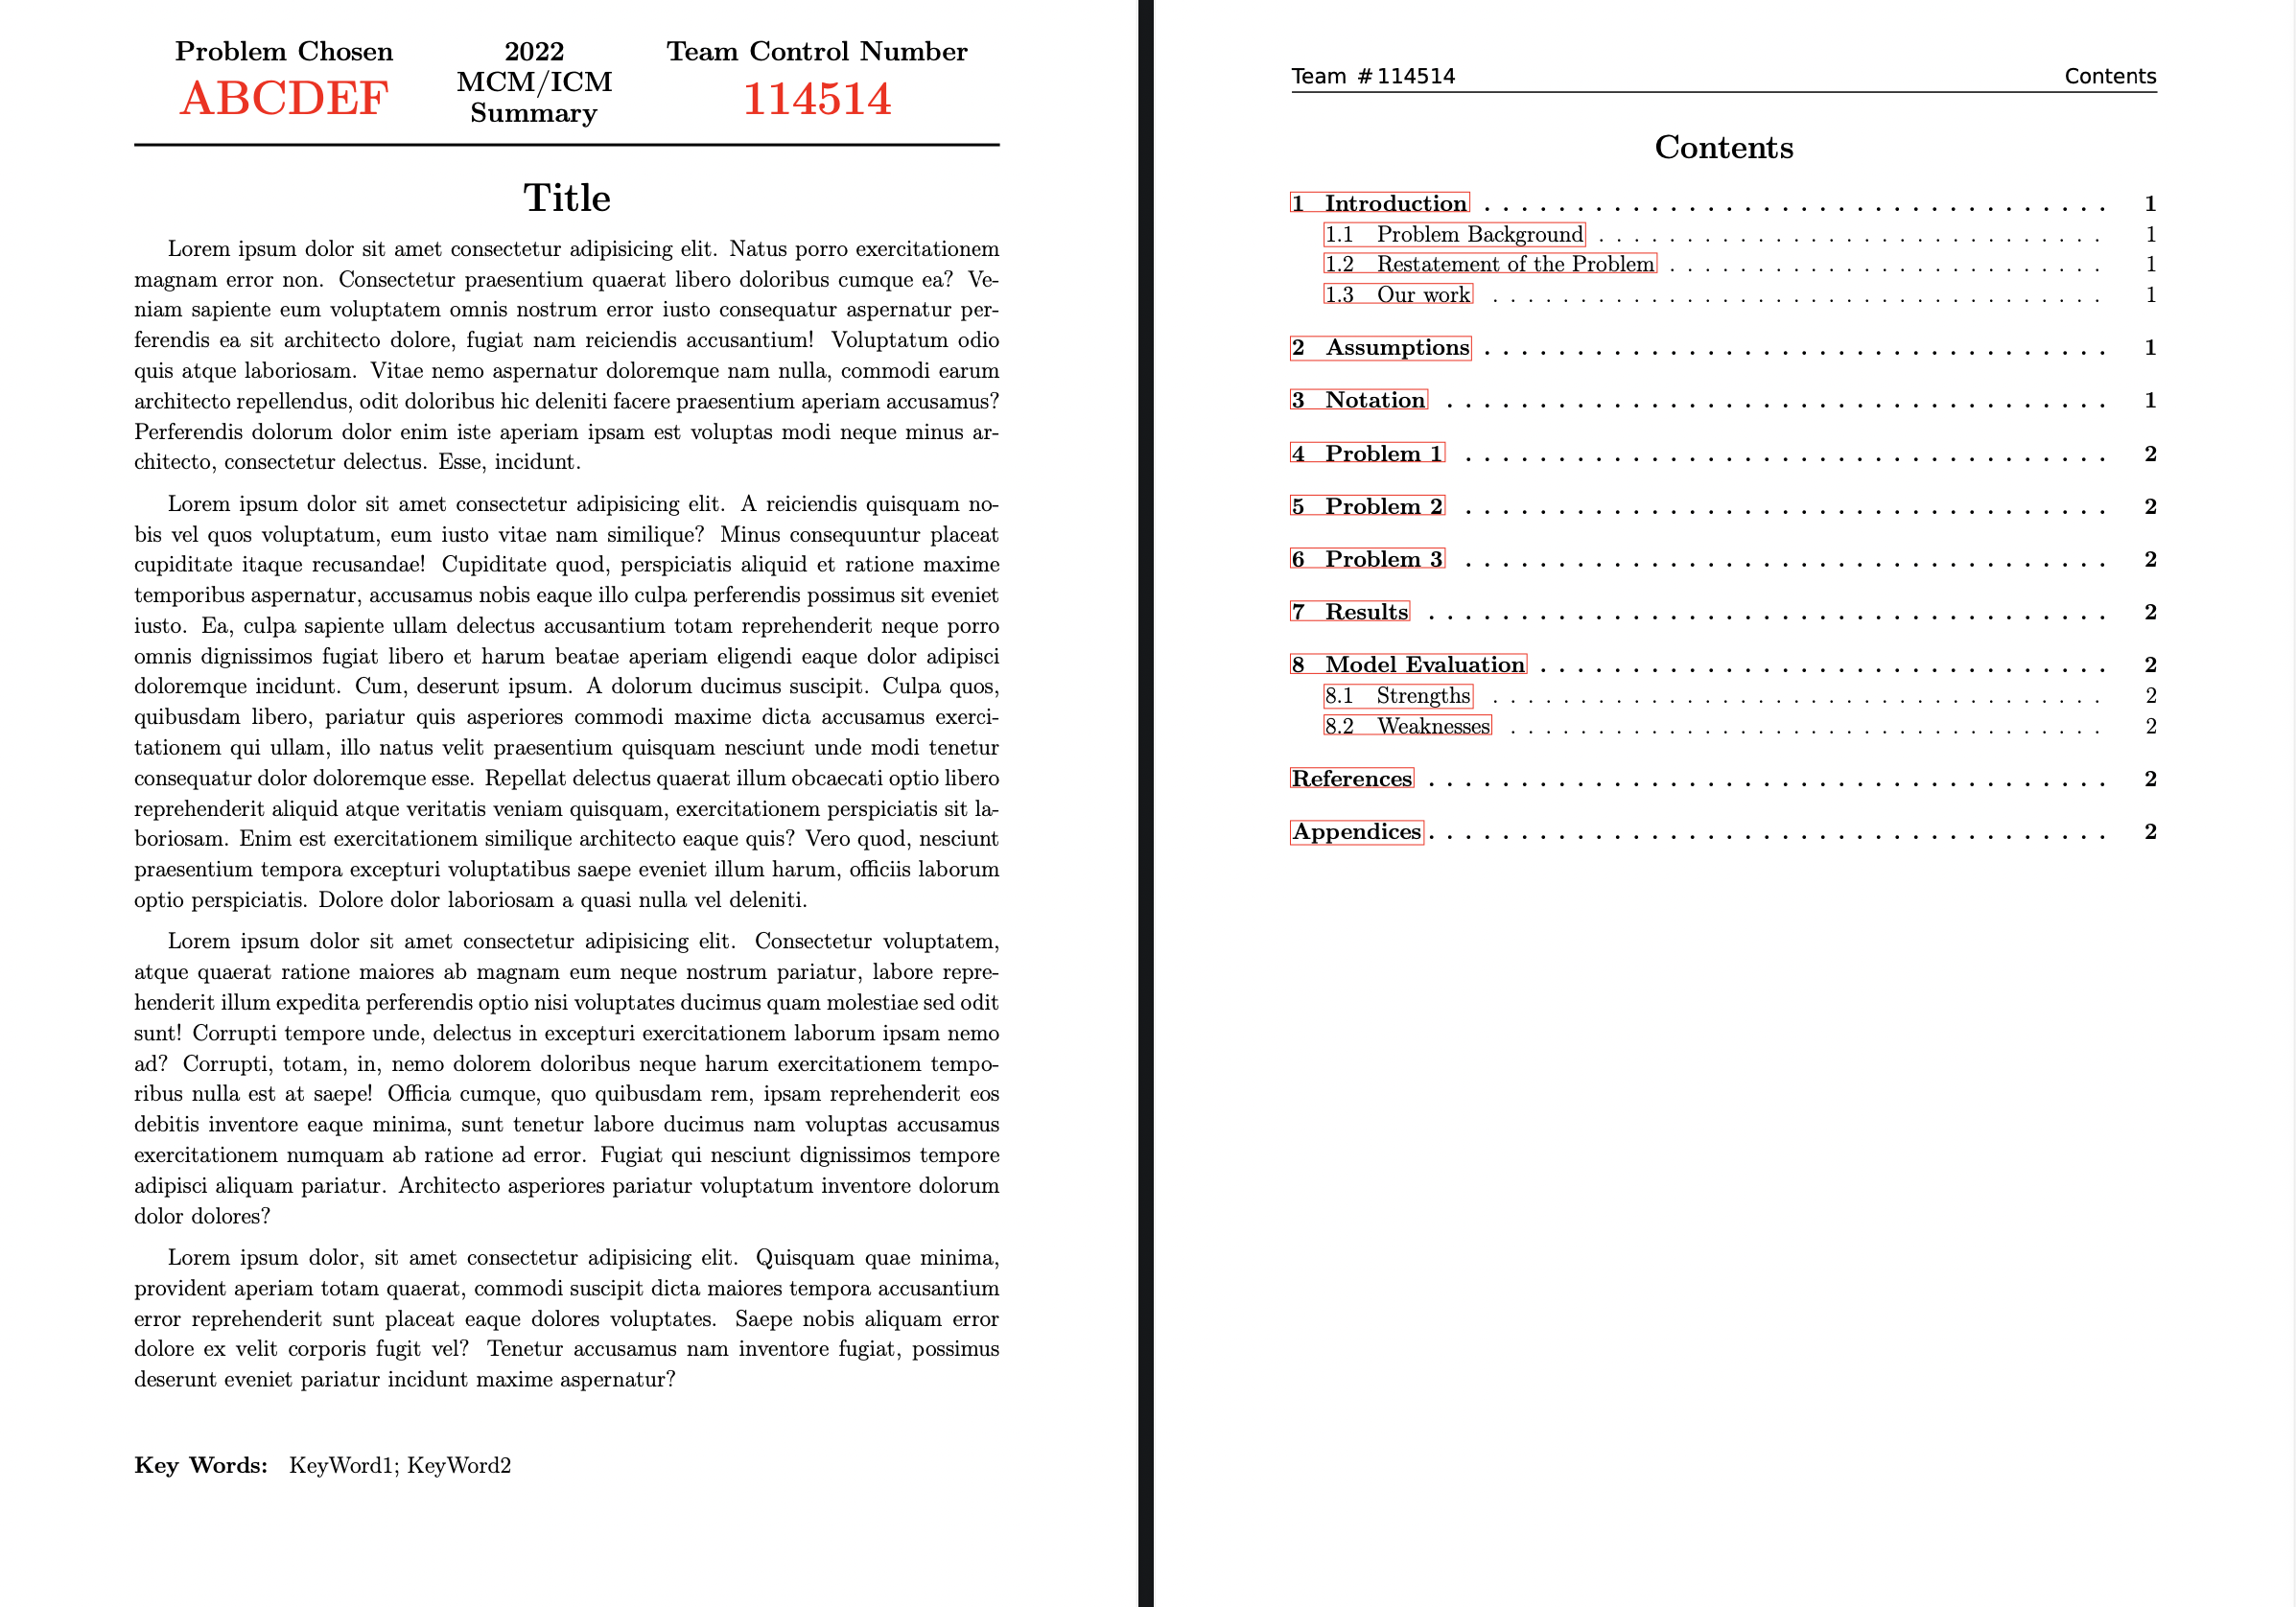 Problem Chosen
ABCDEF
2022
MCM/ICM
Summary
Team Control Number
114514
Title
Lorem ipsum dolor sit amet consectetur adipisicing elit. Natus porro exercitationem
magnam error non. Consectetur praesentium quaerat libero doloribus cumque ea? Ve-
niam sapiente eum voluptatem omnis nostrum error iusto consequatur aspernatur per-
ferendis ea sit architecto dolore, fugiat nam reiciendis accusantium! Voluptatum odio
quis atque laboriosam. Vitae nemo aspernatur doloremque nam nulla, commodi earum
architecto repellendus, odit doloribus hic deleniti facere praesentium aperiam accusamus?
Perferendis dolorum dolor enim iste aperiam ipsam est voluptas modi neque minus ar-
chitecto, consectetur delectus. Esse, incidunt.
Lorem ipsum dolor sit amet consectetur adipisicing elit. A reiciendis quisquam no-
bis vel quos voluptatum, eum iusto vitae nam similique? Minus consequuntur placeat
cupiditate itaque recusandae! Cupiditate quod, perspiciatis aliquid et ratione maxime
temporibus aspernatur, accusamus nobis eaque illo culpa perferendis possimus sit eveniet
iusto. Ea, culpa sapiente ullam delectus accusantium totam reprehenderit neque porro
omnis dignissimos fugiat libero et harum beatae aperiam eligendi eaque dolor adipisci
doloremque incidunt. Cum, deserunt ipsum. A dolorum ducimus suscipit. Culpa quos,
quibusdam libero, pariatur quis asperiores commodi maxime dicta accusamus exerci-
tationem qui ullam, illo natus velit praesentium quisquam nesciunt unde modi tenetur
consequatur dolor doloremque esse. Repellat delectus quaerat illum obcaecati optio libero
reprehenderit aliquid atque veritatis veniam quisquam, exercitationem perspiciatis sit la-
boriosam. Enim est exercitationem similique architecto eaque quis? Vero quod, nesciunt
praesentium tempora excepturi voluptatibus saepe eveniet illum harum, officiis laborum
optio perspiciatis. Dolore dolor laboriosam a quasi nulla vel deleniti.
Lorem ipsum dolor sit amet consectetur adipisicing elit. Consectetur voluptatem,
atque quaerat ratione maiores ab magnam eum neque nostrum pariatur, labore repre-
henderit illum expedita perferendis optio nisi voluptates ducimus quam molestiae sed odit
sunt! Corrupti tempore unde, delectus in excepturi exercitationem laborum ipsam nemo
ad? Corrupti, totam, in, nemo dolorem doloribus neque harum exercitationem tempo-
ribus nulla est at saepe! Officia cumque, quo quibusdam rem, ipsam reprehenderit eos
debitis inventore eaque minima, sunt tenetur labore ducimus nam voluptas accusamus
exercitationem numquam ab ratione ad error. Fugiat qui nesciunt dignissimos tempore
adipisci aliquam pariatur. Architecto asperiores pariatur voluptatum inventore dolorum
dolor dolores?
Lorem ipsum dolor, sit amet consectetur adipisicing elit. Quisquam quae minima,
provident aperiam totam quaerat, commodi suscipit dicta maiores tempora accusantium
error reprehenderit sunt placeat eaque dolores voluptates. Saepe nobis aliquam error
dolore ex velit corporis fugit vel? Tenetur accusamus nam inventore fugiat, possimus
deserunt eveniet pariatur incidunt maxime aspernatur?
Key Words: KeyWord1; KeyWord2
Team # 114514 Contents
Contents
1 Introduction . . . . . . . . . . 1
1.1 Problem Background . . . . . . . . . . 1
1.2 Restatement of the Problem . . . . . . . . . . 1
1.3 Our work . . . . . . . . . . 1
2 Assumptions . . . . . . . . . . 1
3 Notation . . . . . . . . . . 1
4 Problem 1 . . . . . . . . . . 2
5 Problem 2 . . . . . . . . . . 2
6 Problem 3 . . . . . . . . . . 2
7 Results . . . . . . . . . . 2
8 Model Evaluation . . . . . . . . . . 2
8.1 Strengths . . . . . . . . . . 2
8.2 Weaknesses . . . . . . . . . . 2
References . . . . . . . . . . 2
Appendices . . . . . . . . . . 2